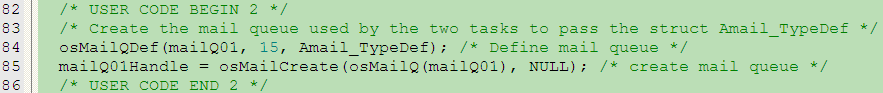 82 /* USER CODE BEGIN 2 */
83 /* Create the mail queue used by the two tasks to pass the struct Amail_TypeDef */
84 osMailQDef(mailQ01, 15, Amail_TypeDef); /* Define mail queue */
85 mailQ01Handle = osMailCreate(osMailQ(mailQ01), NULL); /* create mail queue */
86 /* USER CODE END 2 */